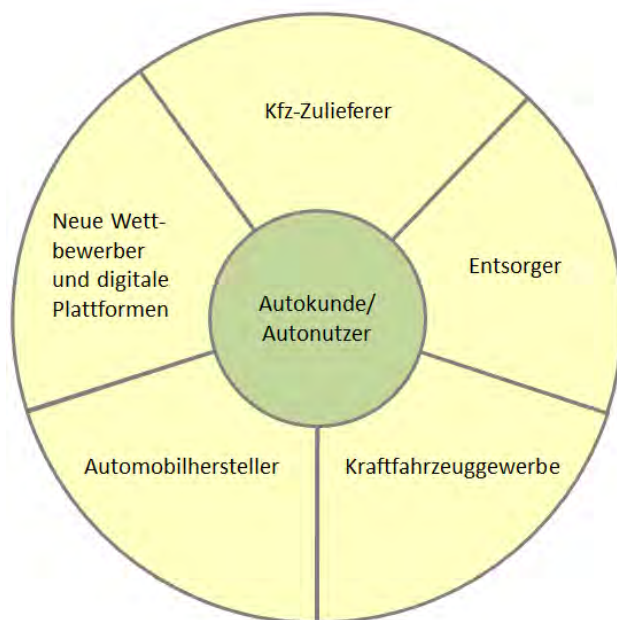 Kfz-Zulieferer
Neue Wett-
bewerber
und digitale
Plattformen
Entsorger
Autokunde/
Autonutzer
Automobilhersteller
Kraftfahrzeuggewerbe